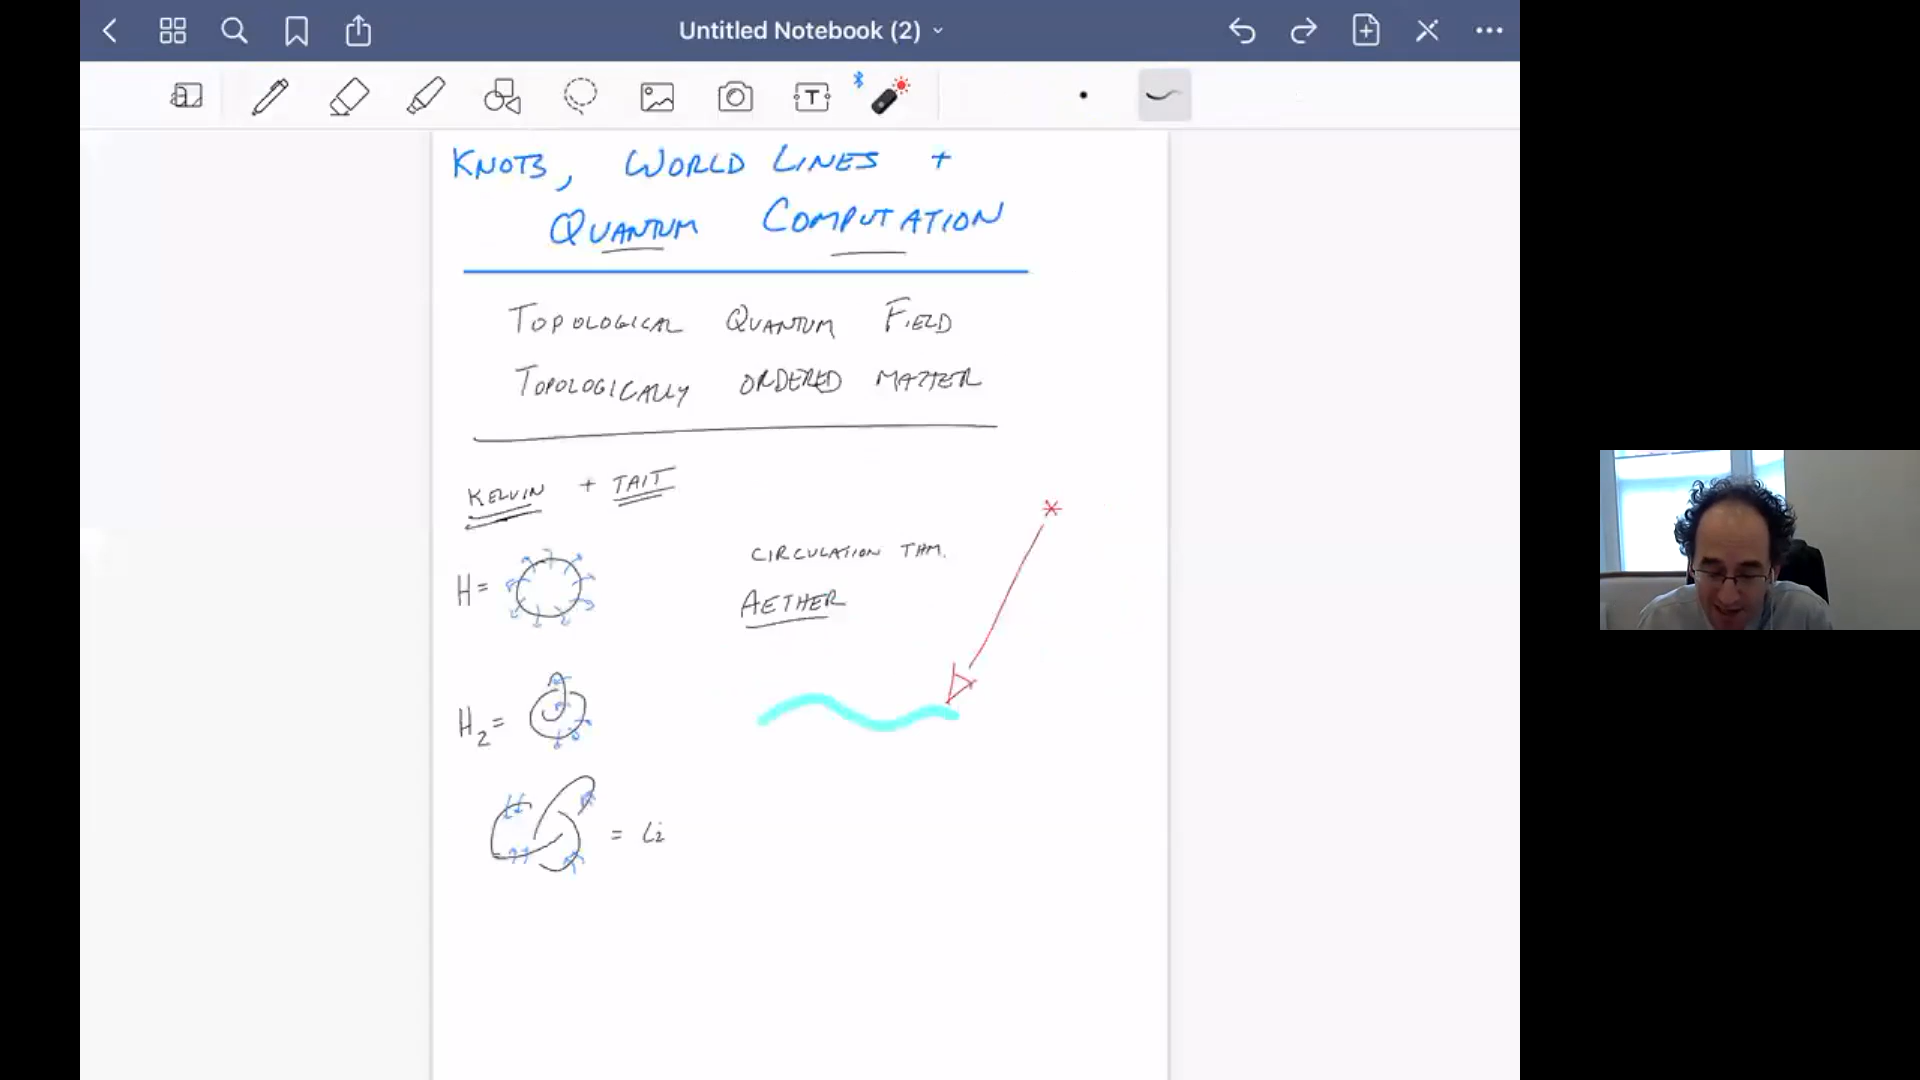 Untitled Notebook (2)
KNOTS, WORLD LINES +
QUANTUM COMPUTATION
TOPOLOGICAL QUANTUM FIELD
TOPOLOGICALLY ORDERED MATTER
KELVIN + TAIT
CIRCULATION THM.
H =
AETHER
H2 =
= Li